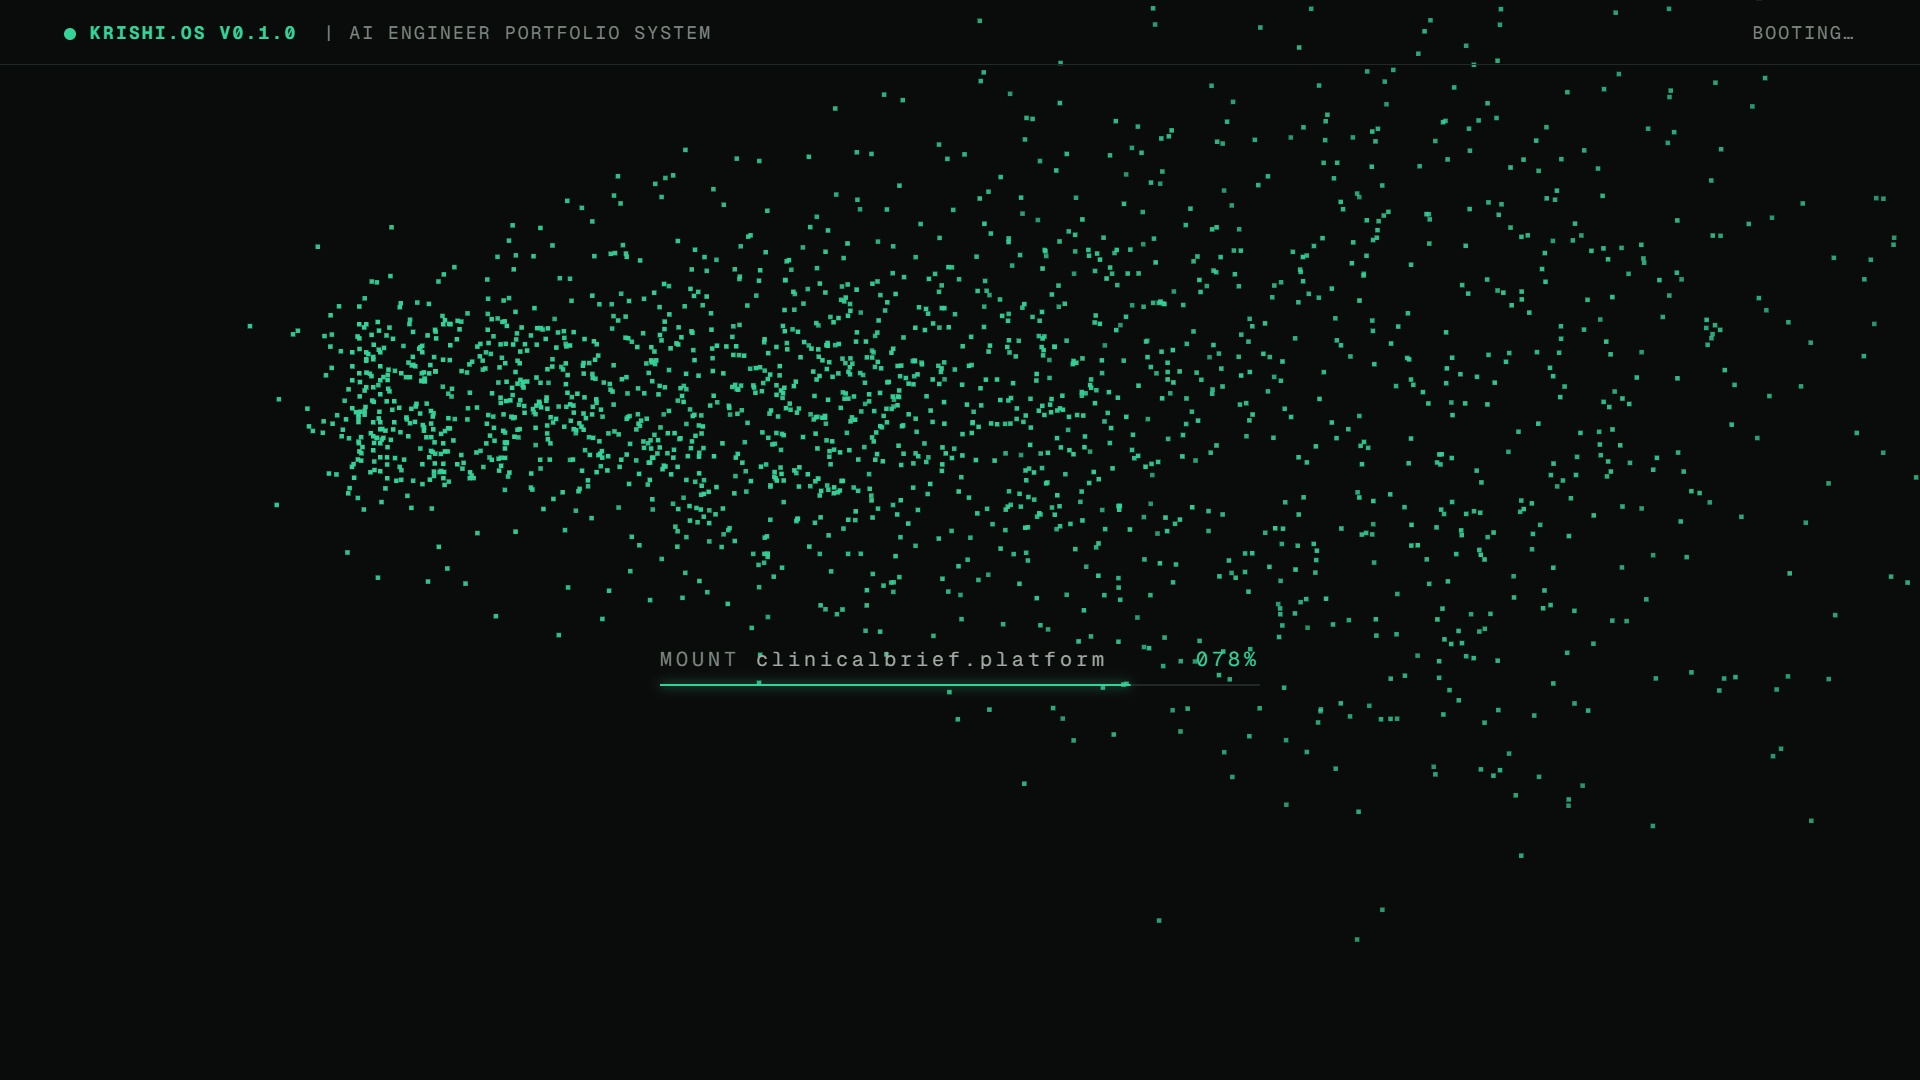 KRISHI.OS V0.1.0 | AI ENGINEER PORTFOLIO SYSTEM
BOOTING…
MOUNT clinicalbrief.platform 078%